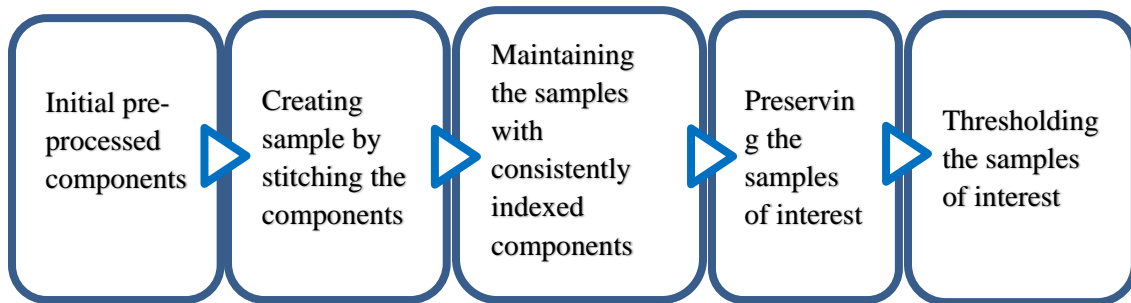 Initial pre-
processed
components
Creating
sample by
stitching the
components
Maintaining
the samples
with
consistently
indexed
components
Preservin
g the
samples
of interest
Thresholding
the samples
of interest